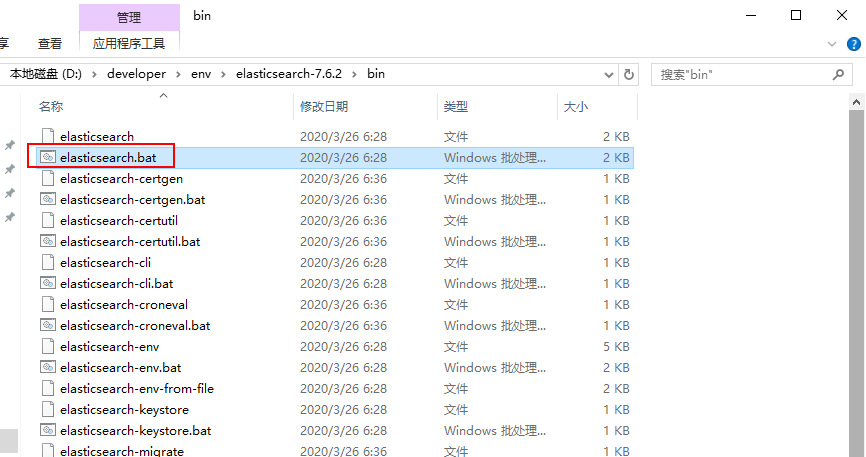 管理 bin
享 查看 应用程序工具
本地磁盘 (D:) developer env elasticsearch-7.6.2 bin 搜索"bin"
名称 修改日期 类型 大小
elasticsearch 2020/3/26 6:28 文件 2 KB
elasticsearch.bat 2020/3/26 6:28 Windows 批处理... 2 KB
elasticsearch-certgen 2020/3/26 6:36 文件 1 KB
elasticsearch-certgen.bat 2020/3/26 6:36 Windows 批处理... 1 KB
elasticsearch-certutil 2020/3/26 6:36 文件 1 KB
elasticsearch-certutil.bat 2020/3/26 6:36 Windows 批处理... 1 KB
elasticsearch-cli 2020/3/26 6:28 文件 1 KB
elasticsearch-cli.bat 2020/3/26 6:28 Windows 批处理... 1 KB
elasticsearch-croneval 2020/3/26 6:36 文件 1 KB
elasticsearch-croneval.bat 2020/3/26 6:36 Windows 批处理... 1 KB
elasticsearch-env 2020/3/26 6:28 文件 5 KB
elasticsearch-env.bat 2020/3/26 6:28 Windows 批处理... 2 KB
elasticsearch-env-from-file 2020/3/26 6:28 文件 2 KB
elasticsearch-keystore 2020/3/26 6:28 文件 1 KB
elasticsearch-keystore.bat 2020/3/26 6:28 Windows 批处理... 1 KB
elasticsearch-migrate 2020/3/26 6:36 文件 1 KB